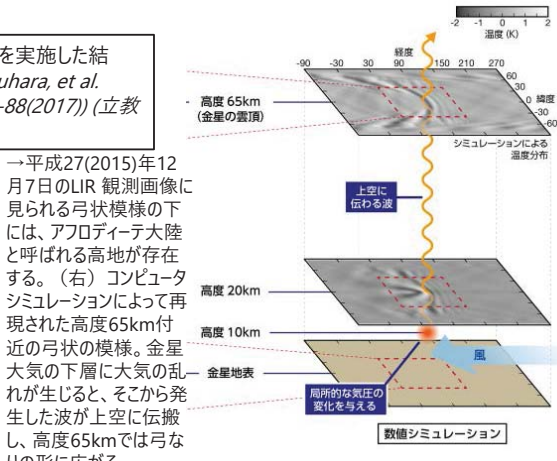 を実施した結
uhara, et al.
-88(2017)) (立教
→平成27(2015)年12
月7日のLIR 観測画像に
見られる弓状模様の下
には、アフロディーテ大陸
と呼ばれる高地が存在
する。（右）コンピュータ
シミュレーションによって再
現された高度65km付
近の弓状の模様。金星
大気の下層に大気の乱
れが生じると、そこから発
生した波が上空に伝搬
し、高度65kmでは弓な
りの形に広がる
-2 -1 0 1 2
温度 (K)
経度
-90 -30 30 90 150 210 270
60
30
0 緯度
-30
-60
高度 65km
(金星の雲頂)
シミュレーションによる
温度分布
上空に
伝わる波
高度 20km
高度 10km
風
金星地表
局所的な気圧の
変化を与える
数値シミュレーション